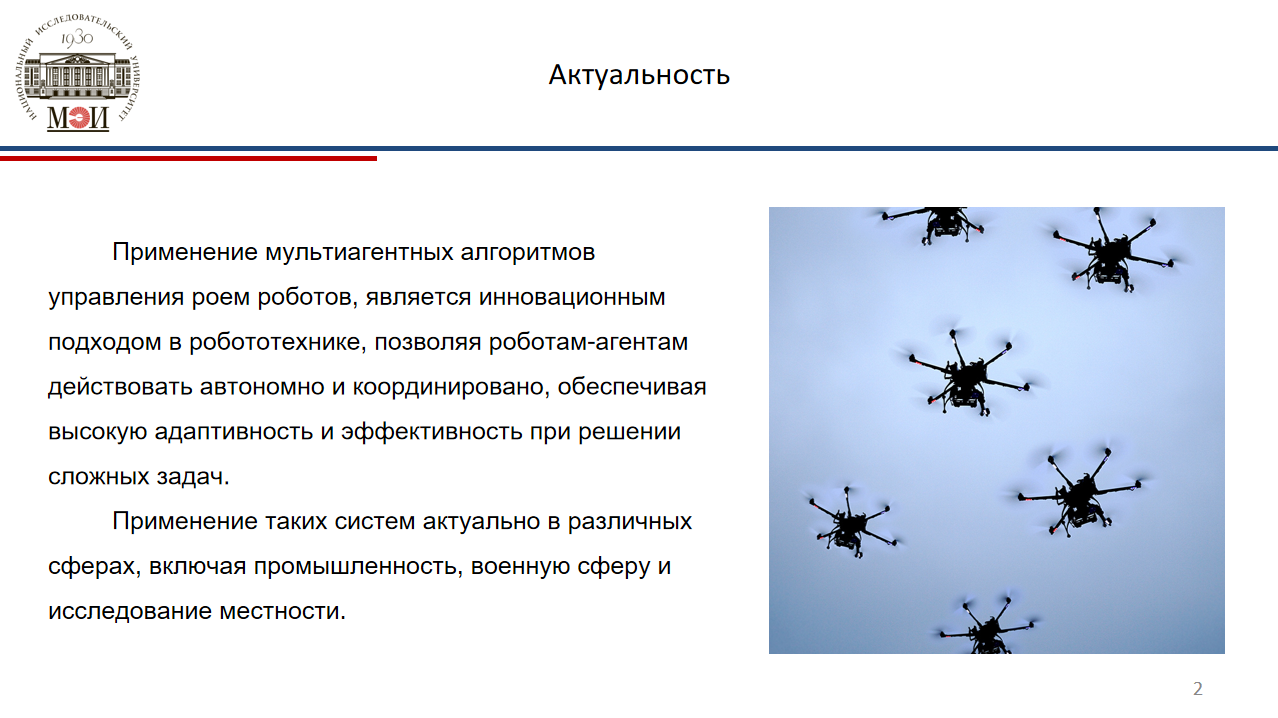 НАЦИОНАЛЬНЫЙ ИССЛЕДОВАТЕЛЬСКИЙ УНИВЕРСИТЕТ
1930
МЭИ
Актуальность
Применение мультиагентных алгоритмов
управления роем роботов, является инновационным
подходом в робототехнике, позволяя роботам-агентам
действовать автономно и координировано, обеспечивая
высокую адаптивность и эффективность при решении
сложных задач.
Применение таких систем актуально в различных
сферах, включая промышленность, военную сферу и
исследование местности.
2